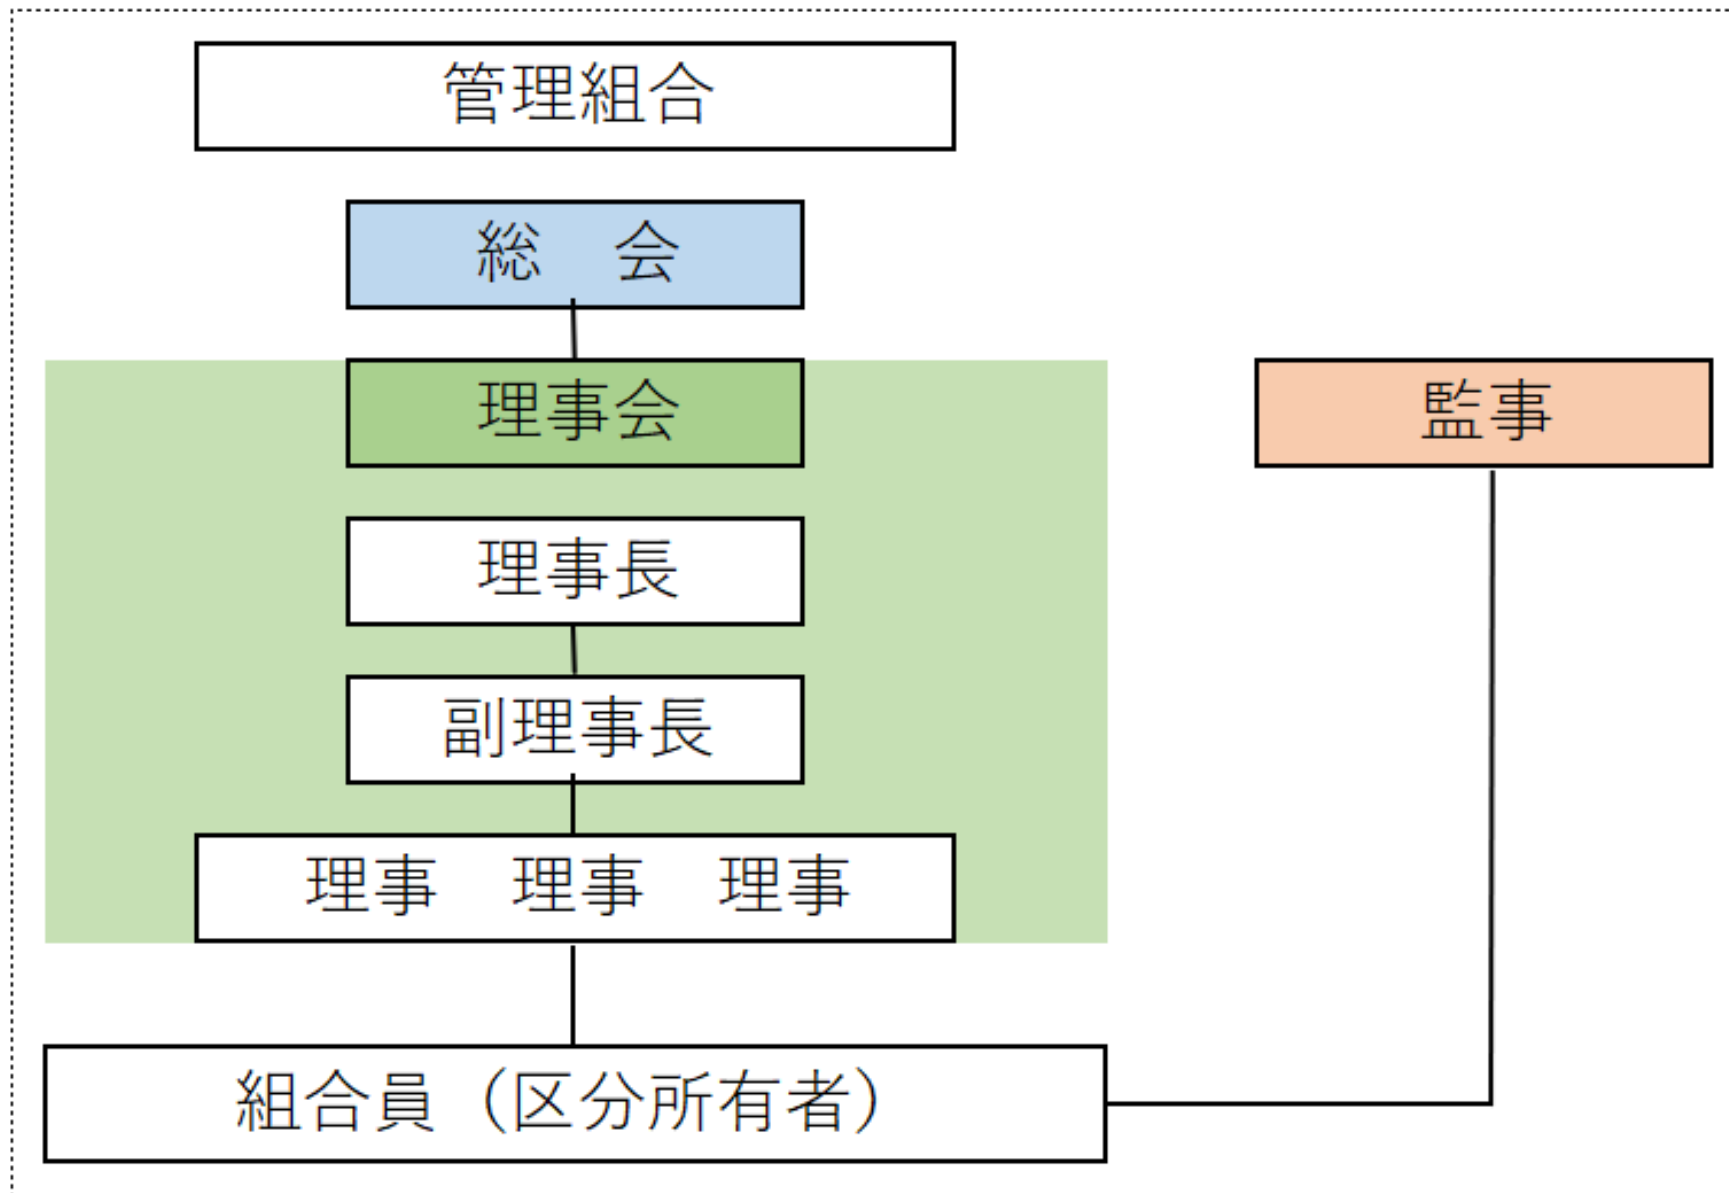 管理組合
総　会
理事会
監事
理事長
副理事長
理事　理事　理事
組合員（区分所有者）